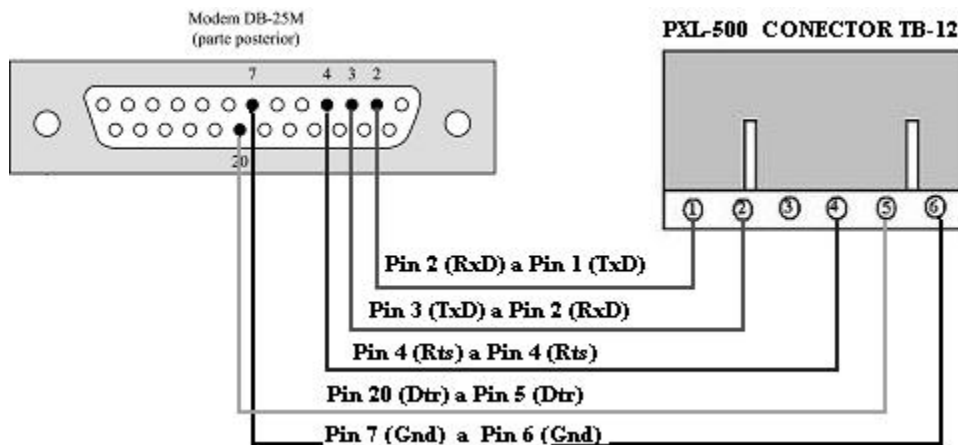 Modem DB-25M
(parte posterior)
PXL-500 CONECTOR TB-12
7 4 3 2
20
1 2 3 4 5 6
Pin 2 (RxD) a Pin 1 (TxD)
Pin 3 (TxD) a Pin 2 (RxD)
Pin 4 (Rts) a Pin 4 (Rts)
Pin 20 (Dtr) a Pin 5 (Dtr)
Pin 7 (Gnd) a Pin 6 (Gnd)